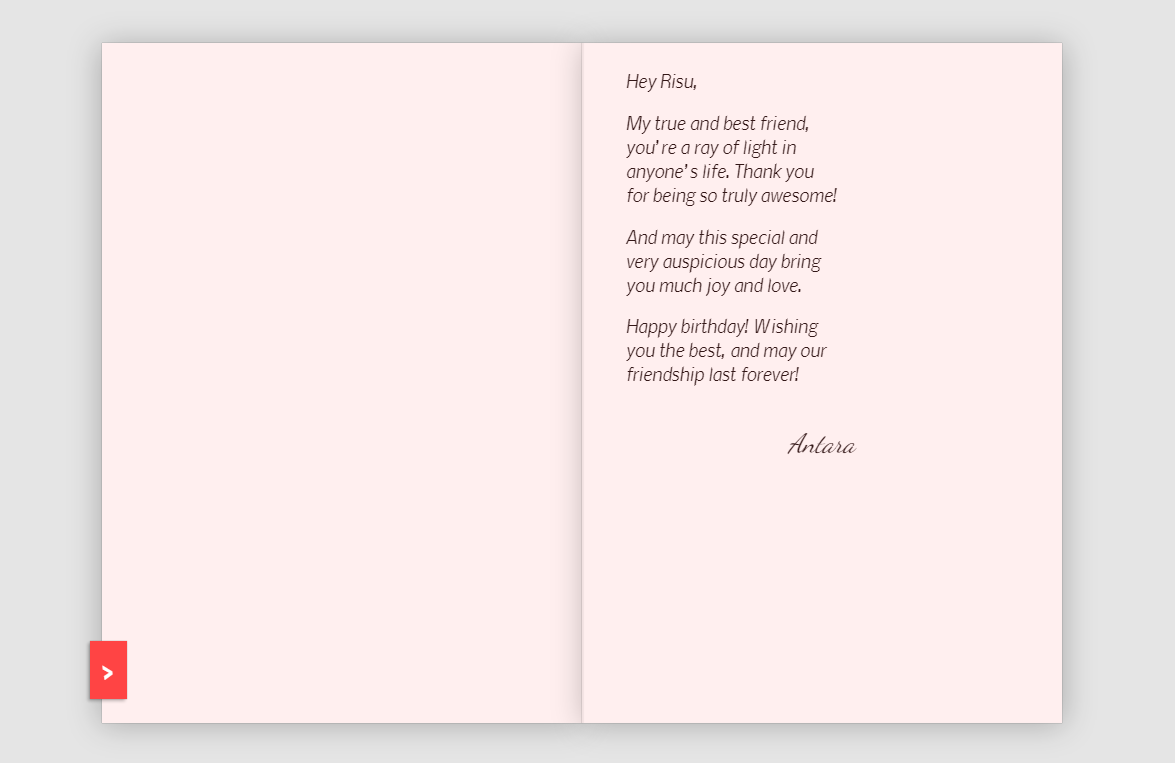 Hey Risu,
My true and best friend,
you're a ray of light in
anyone's life. Thank you
for being so truly awesome!
And may this special and
very auspicious day bring
you much joy and love.
Happy birthday! Wishing
you the best, and may our
friendship last forever!
Antara
>